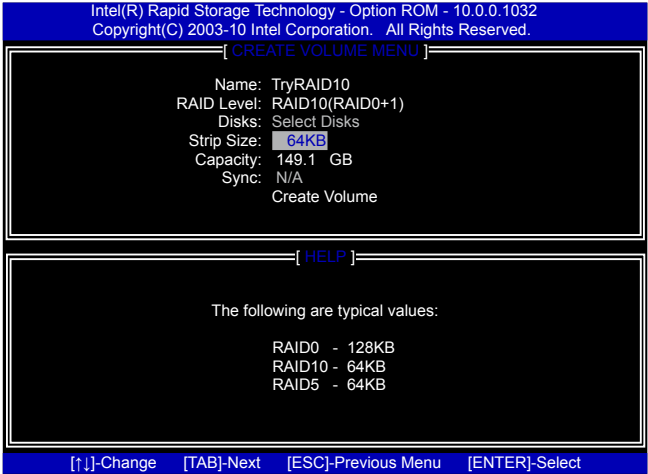 Intel(R) Rapid Storage Technology - Option ROM - 10.0.0.1032
Copyright(C) 2003-10 Intel Corporation. All Rights Reserved.
[ CREATE VOLUME MENU ]
Name: TryRAID10
RAID Level: RAID10(RAID0+1)
Disks: Select Disks
Strip Size: 64KB
Capacity: 149.1 GB
Sync: N/A
Create Volume
[ HELP ]
The following are typical values:
RAID0 - 128KB
RAID10 - 64KB
RAID5 - 64KB
[↑↓]-Change [TAB]-Next [ESC]-Previous Menu [ENTER]-Select